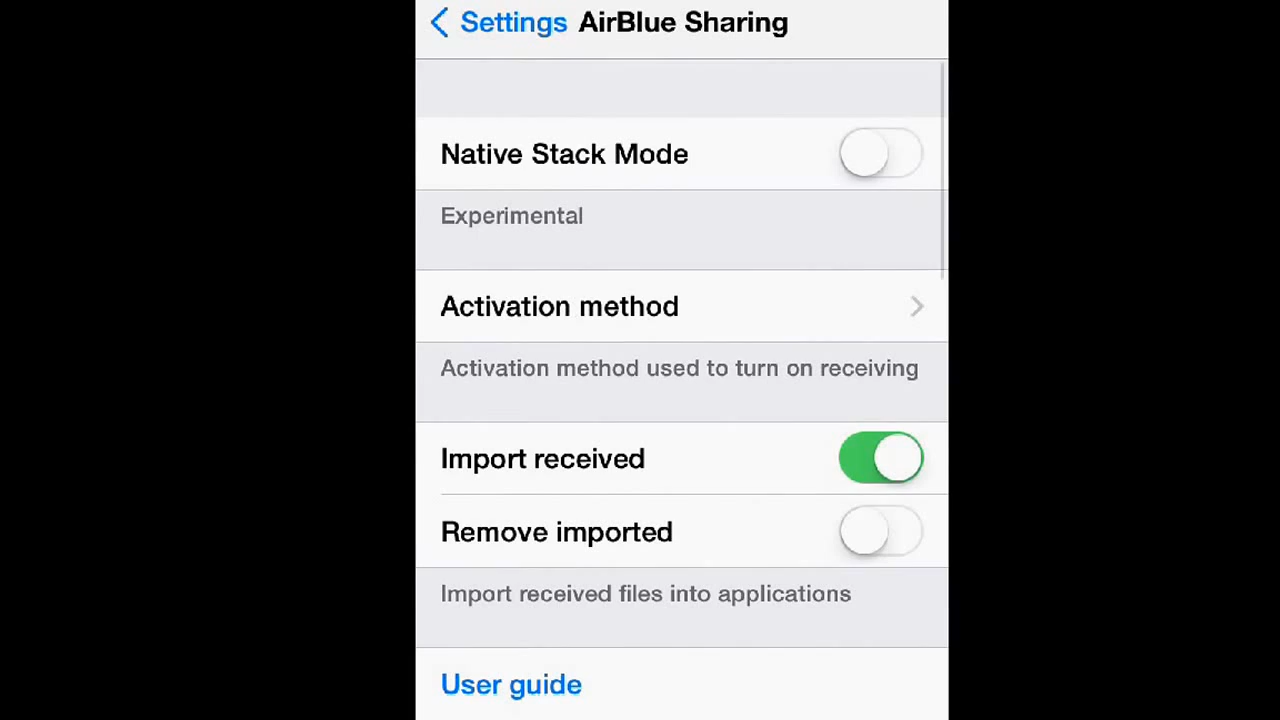 Settings AirBlue Sharing
Native Stack Mode
Experimental
Activation method
Activation method used to turn on receiving
Import received
Remove imported
Import received files into applications
User guide